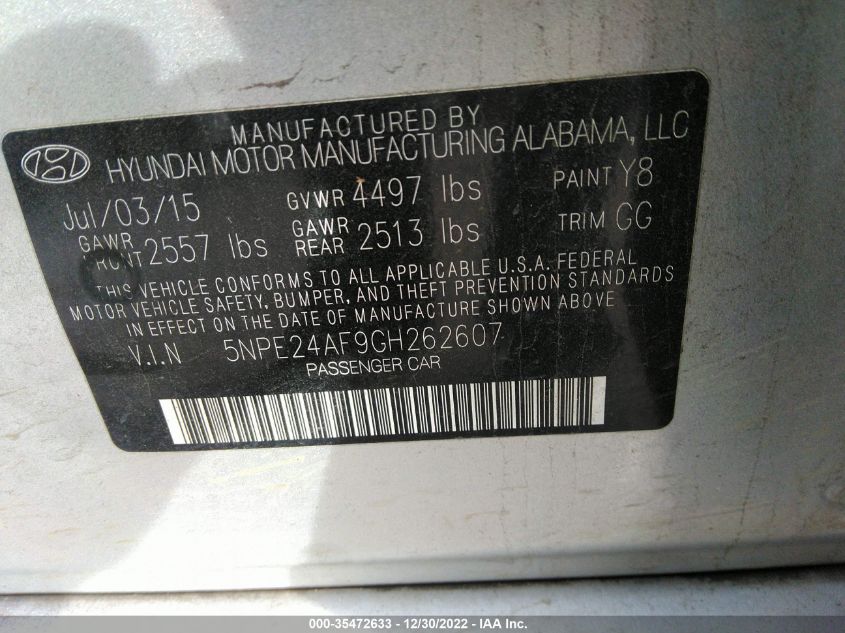 MANUFACTURED BY
HYUNDAI MOTOR MANUFACTURING ALABAMA, LLC
Jul/03/15 GVWR 4497 lbs PAINT Y8
GAWR FRONT 2557 lbs GAWR REAR 2513 lbs TRIM GG
THIS VEHICLE CONFORMS TO ALL APPLICABLE U.S.A. FEDERAL
MOTOR VEHICLE SAFETY, BUMPER, AND THEFT PREVENTION STANDARDS
IN EFFECT ON THE DATE OF MANUFACTURE SHOWN ABOVE
V.I.N 5NPE24AF9GH262607
PASSENGER CAR
000-35472633 - 12/30/2022 - IAA Inc.